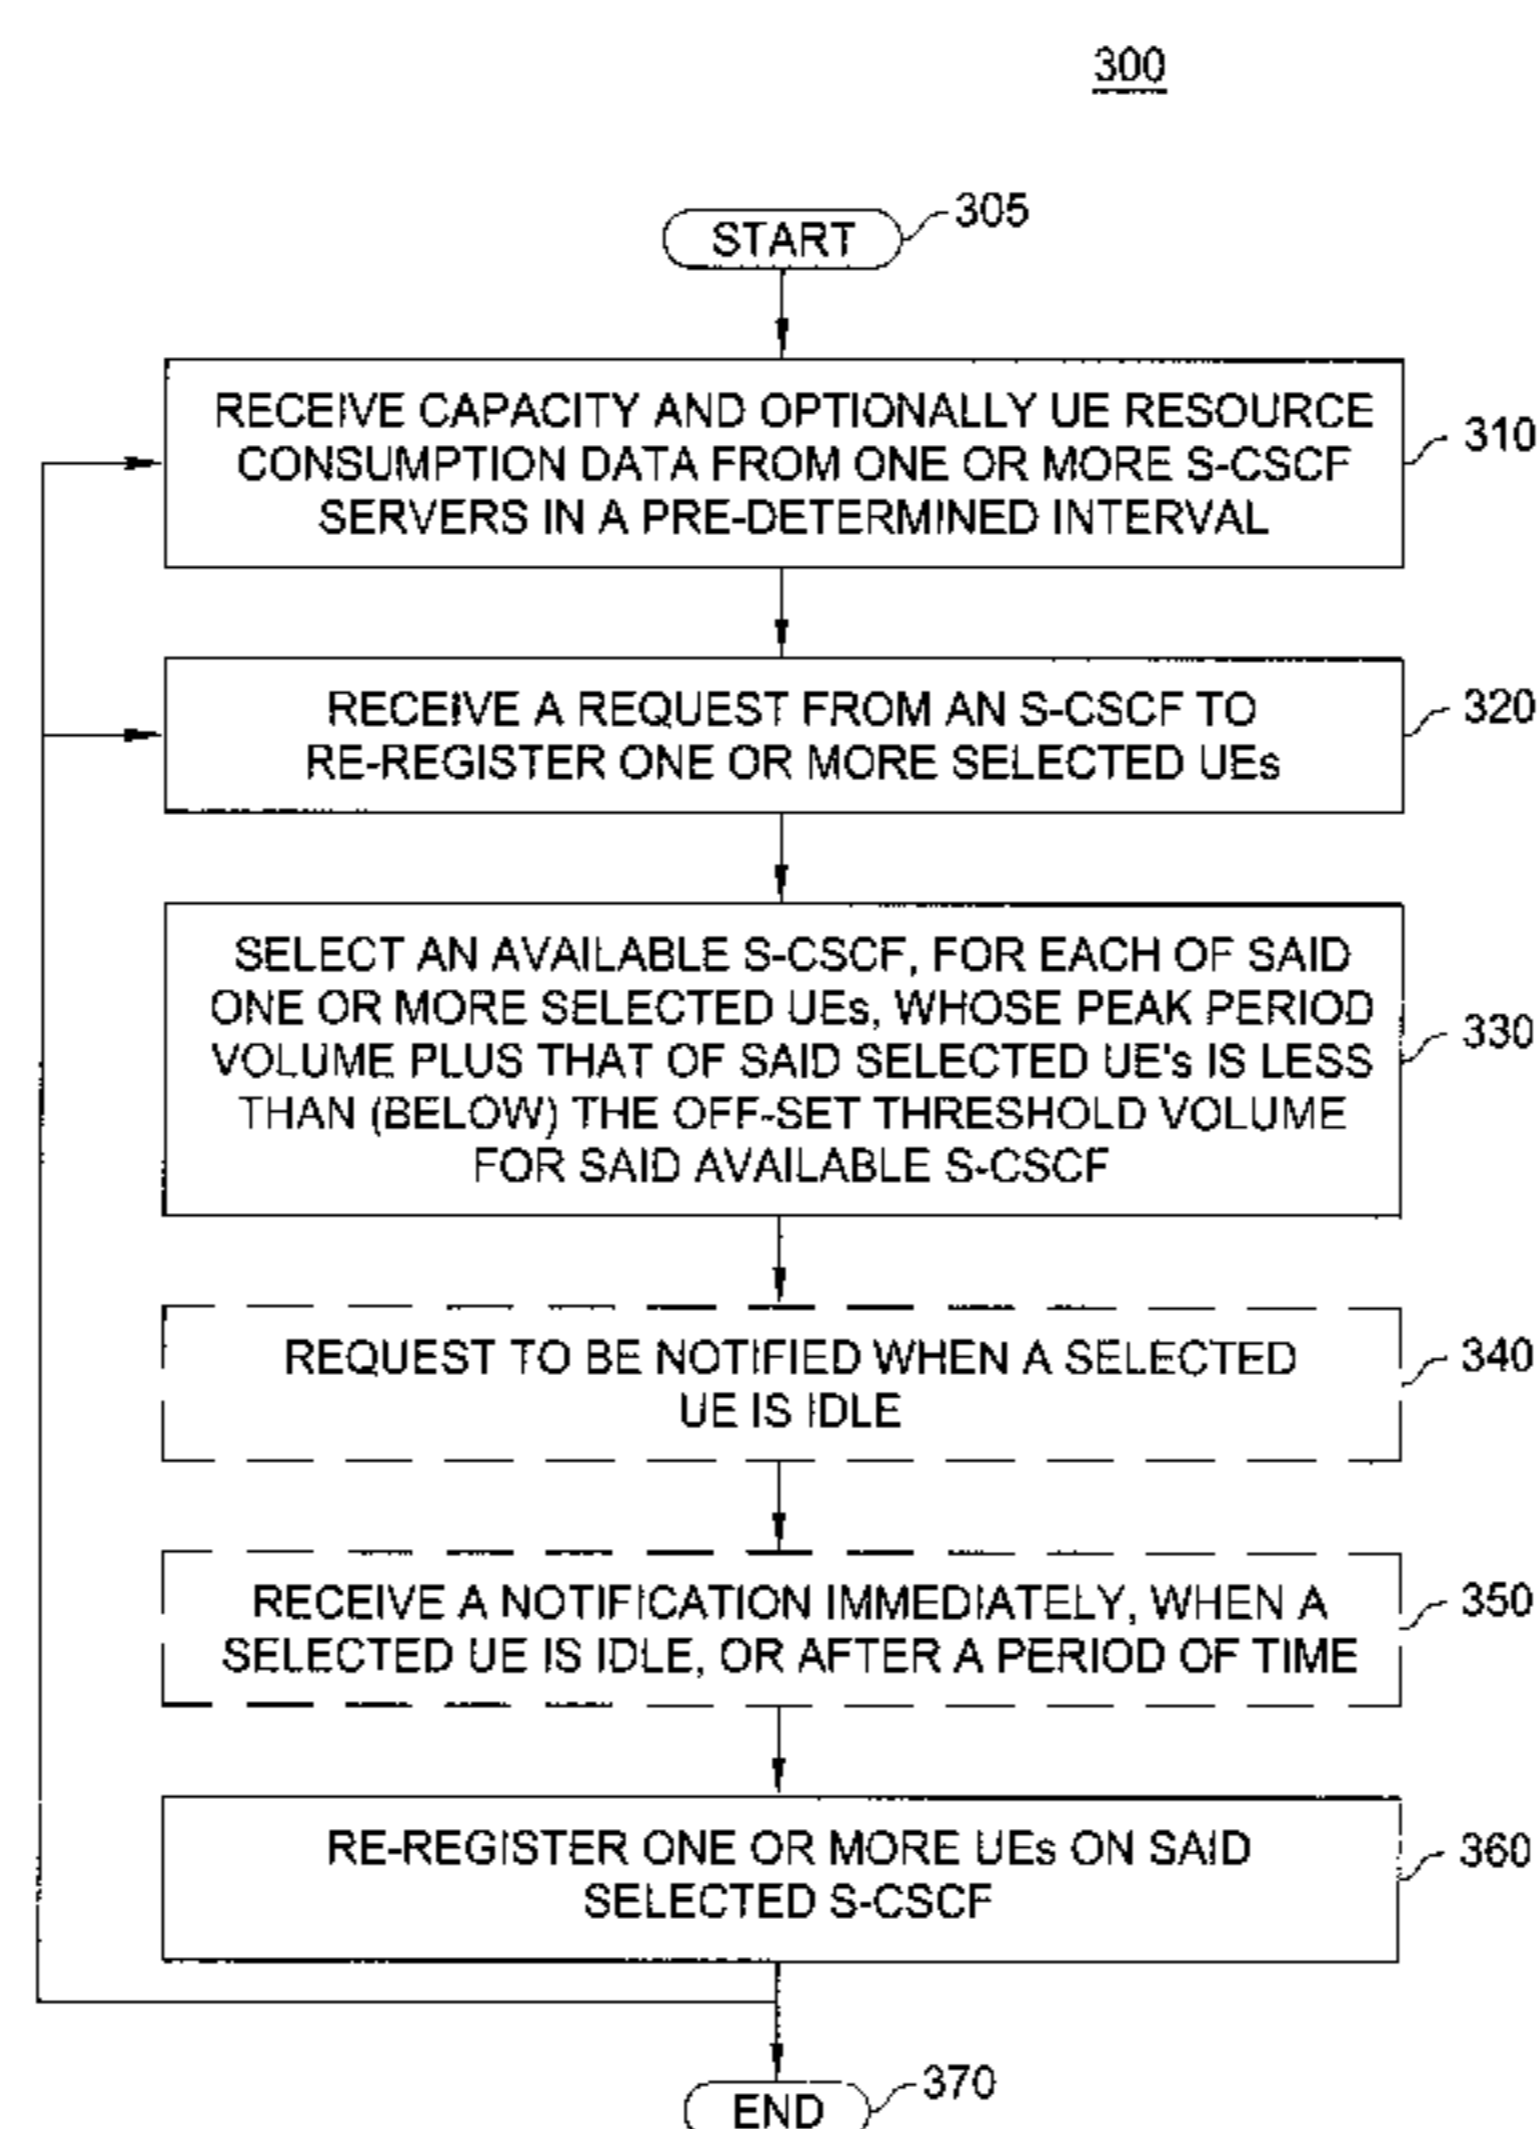 300
START
305
RECEIVE CAPACITY AND OPTIONALLY UE RESOURCE
CONSUMPTION DATA FROM ONE OR MORE S-CSCF
SERVERS IN A PRE-DETERMINED INTERVAL
310
RECEIVE A REQUEST FROM AN S-CSCF TO
RE-REGISTER ONE OR MORE SELECTED UEs
320
SELECT AN AVAILABLE S-CSCF, FOR EACH OF SAID
ONE OR MORE SELECTED UEs, WHOSE PEAK PERIOD
VOLUME PLUS THAT OF SAID SELECTED UE's IS LESS
THAN (BELOW) THE OFF-SET THRESHOLD VOLUME
FOR SAID AVAILABLE S-CSCF
330
REQUEST TO BE NOTIFIED WHEN A SELECTED
UE IS IDLE
340
RECEIVE A NOTIFICATION IMMEDIATELY, WHEN A
SELECTED UE IS IDLE, OR AFTER A PERIOD OF TIME
350
RE-REGISTER ONE OR MORE UEs ON SAID
SELECTED S-CSCF
360
END
370